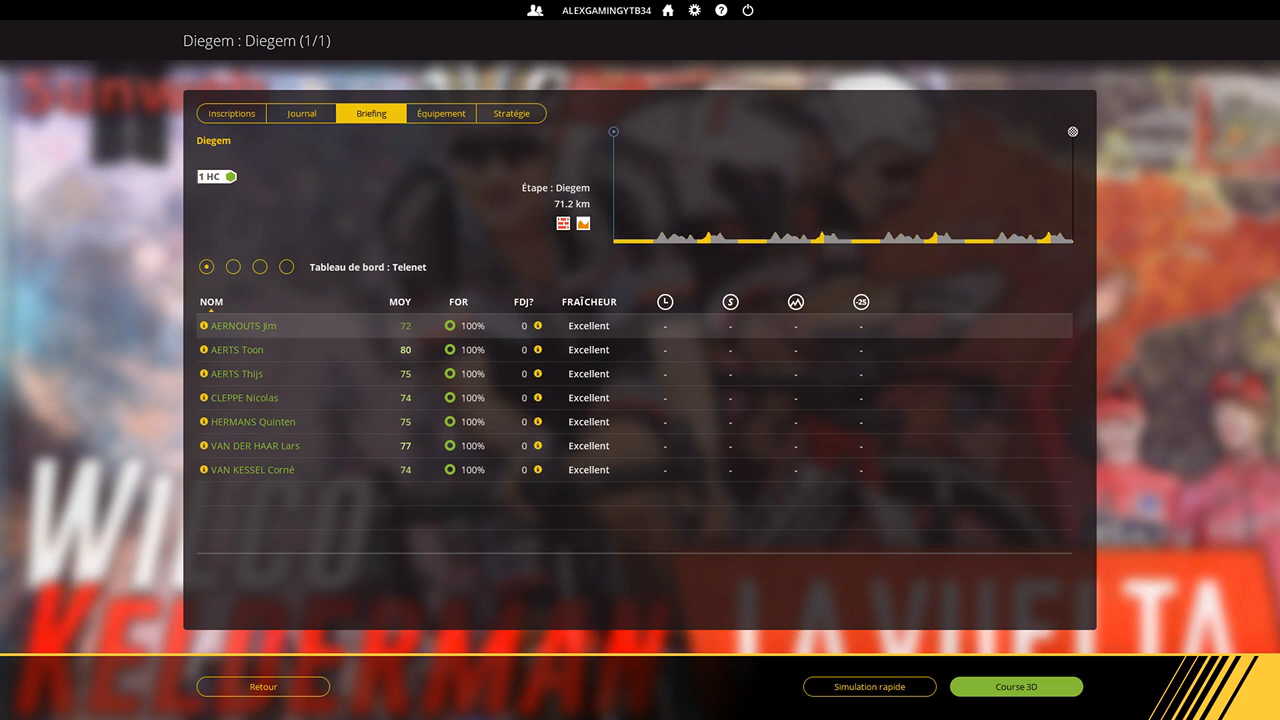 ALEXGAMINGYTB34
Diegem : Diegem (1/1)
Inscriptions Journal Briefing Équipement Stratégie
Diegem
1 HC
Étape : Diegem
71.2 km
Tableau de bord : Telenet
NOM MOY FOR FDJ? FRAÎCHEUR L S -25
AERNOUTS Jim 72 100% 0 Excellent - - - -
AERTS Toon 80 100% 0 Excellent - - - -
AERTS Thijs 75 100% 0 Excellent - - - -
CLEPPE Nicolas 74 100% 0 Excellent - - - -
HERMANS Quinten 75 100% 0 Excellent - - - -
VAN DER HAAR Lars 77 100% 0 Excellent - - - -
VAN KESSEL Corné 74 100% 0 Excellent - - - -
WILCO
KELDERMAN
LA VUELTA
Retour Simulation rapide Course 3D